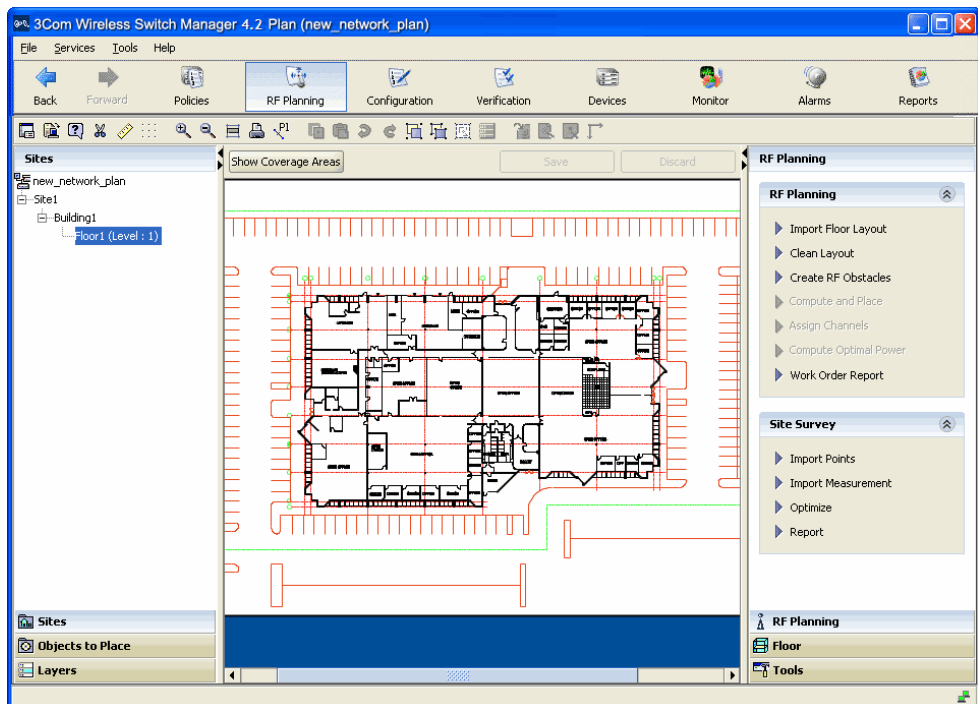 3Com Wireless Switch Manager 4.2 Plan (new_network_plan)
File Services Tools Help
Back Forward Policies RF Planning Configuration Verification Devices Monitor Alarms Reports
Sites
Show Coverage Areas Save Discard
RF Planning
new_network_plan
Site1
Building1
Floor1 (Level : 1)
RF Planning
Import Floor Layout
Clean Layout
Create RF Obstacles
Compute and Place
Assign Channels
Compute Optimal Power
Work Order Report
Site Survey
Import Points
Import Measurement
Optimize
Report
Sites
Objects to Place
Layers
RF Planning
Floor
Tools